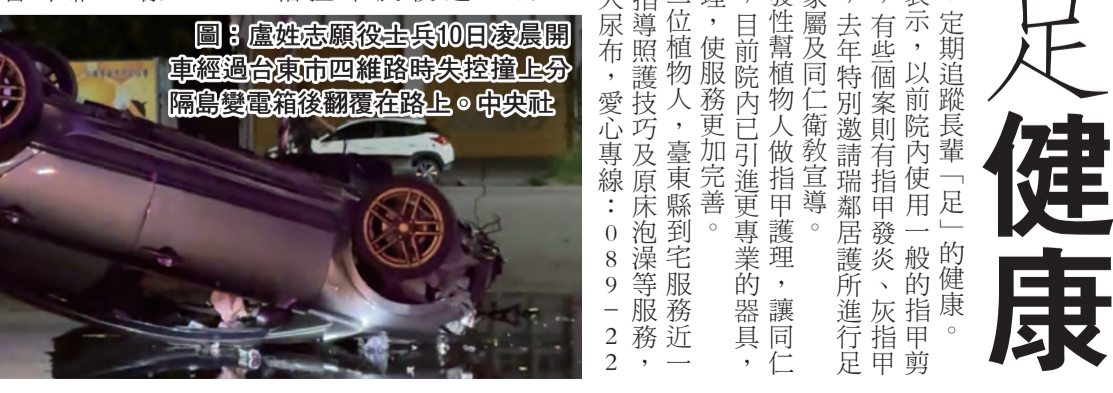 足健康
定期追蹤長輩「足」的健康。
表示，以前院內使用一般的指甲剪
，有些個案則有指甲發炎、灰指甲
，去年特別邀請瑞鄰居護所進行足
家屬及同仁衛教宣導。
發性幫植物人做指甲護理，讓同仁
，目前院內已引進更專業的器具，
理，使服務更加完善。
位植物人，臺東縣到宅服務近一
指導照護技巧及原床泡澡等服務，
人尿布，愛心專線：089-22
圖：盧姓志願役士兵10日凌晨開
車經過台東市四維路時失控撞上分
隔島變電箱後翻覆在路上。中央社